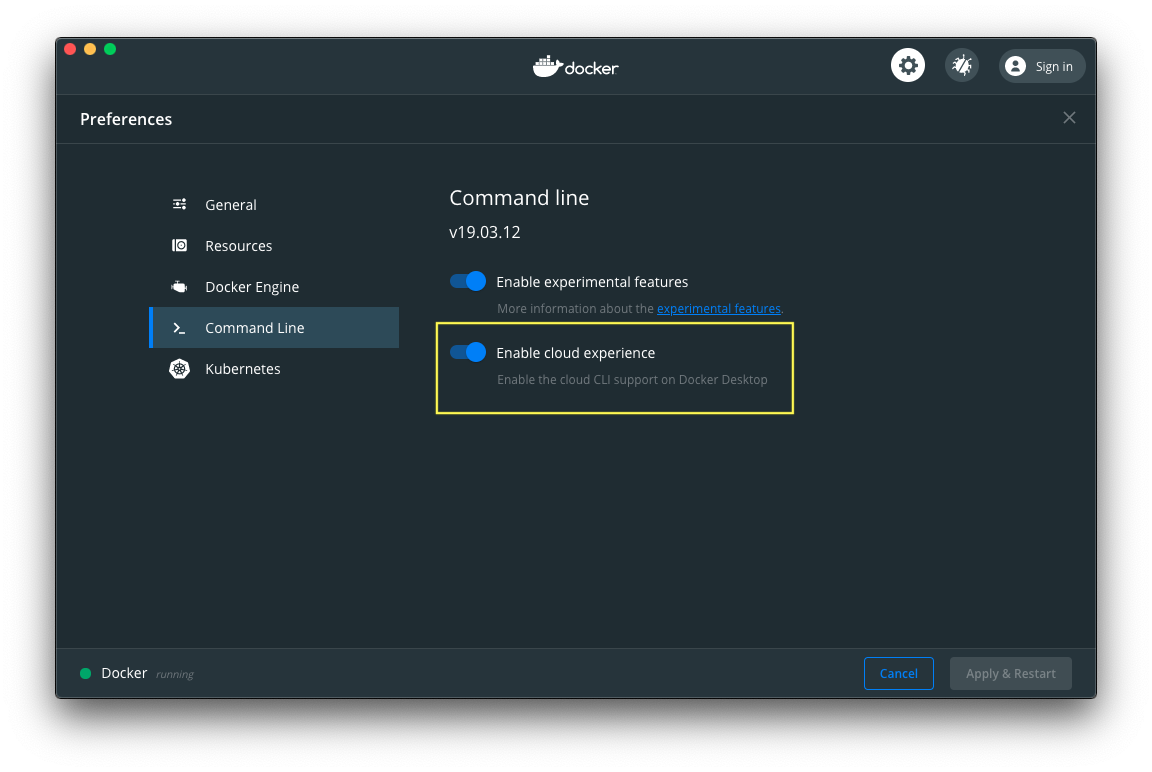 docker
Sign in
Preferences
General
Resources
Docker Engine
Command Line
Kubernetes
Command line
v19.03.12
Enable experimental features
More information about the experimental features.
Enable cloud experience
Enable the cloud CLI support on Docker Desktop
Docker running
Cancel
Apply & Restart